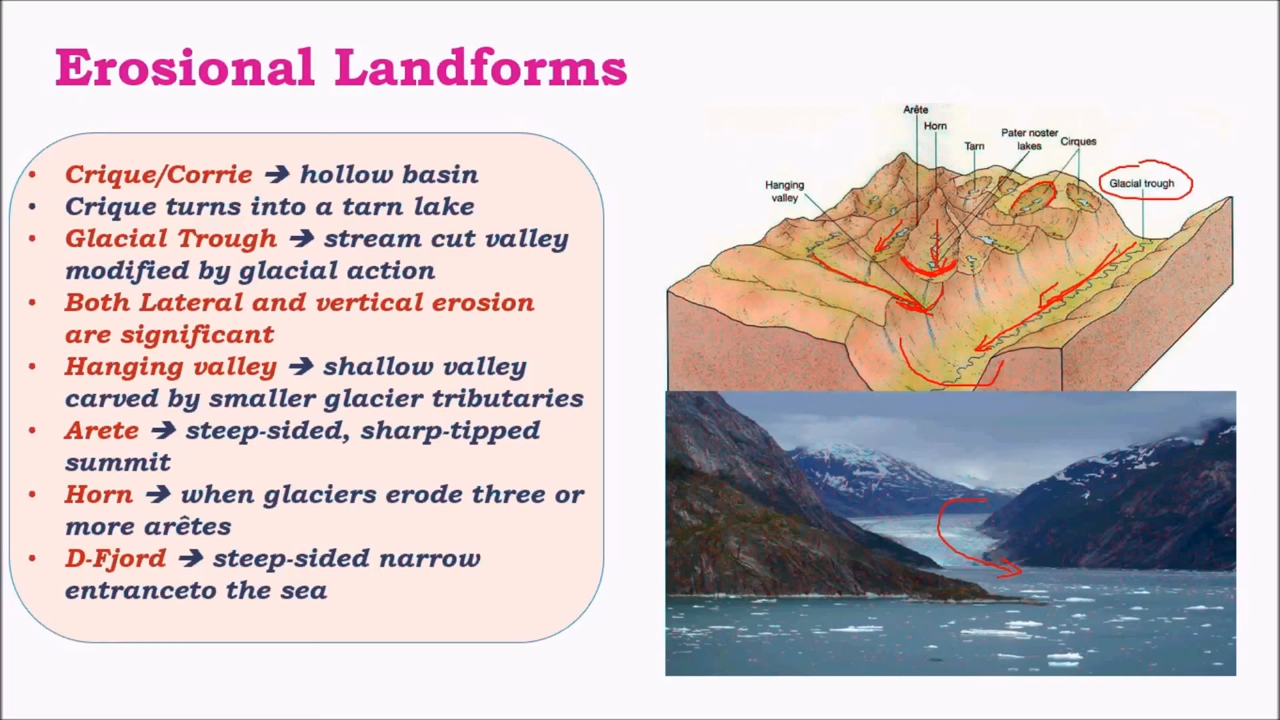 Erosional Landforms
• Crique/Corrie ➔ hollow basin
• Crique turns into a tarn lake
• Glacial Trough ➔ stream cut valley
modified by glacial action
• Both Lateral and vertical erosion
are significant
• Hanging valley ➔ shallow valley
carved by smaller glacier tributaries
• Arete ➔ steep-sided, sharp-tipped
summit
• Horn ➔ when glaciers erode three or
more arêtes
• D-Fjord ➔ steep-sided narrow
entranceto the sea
Arête
Horn
Tarn
Pater noster
lakes
Cirques
Glacial trough
Hanging
valley